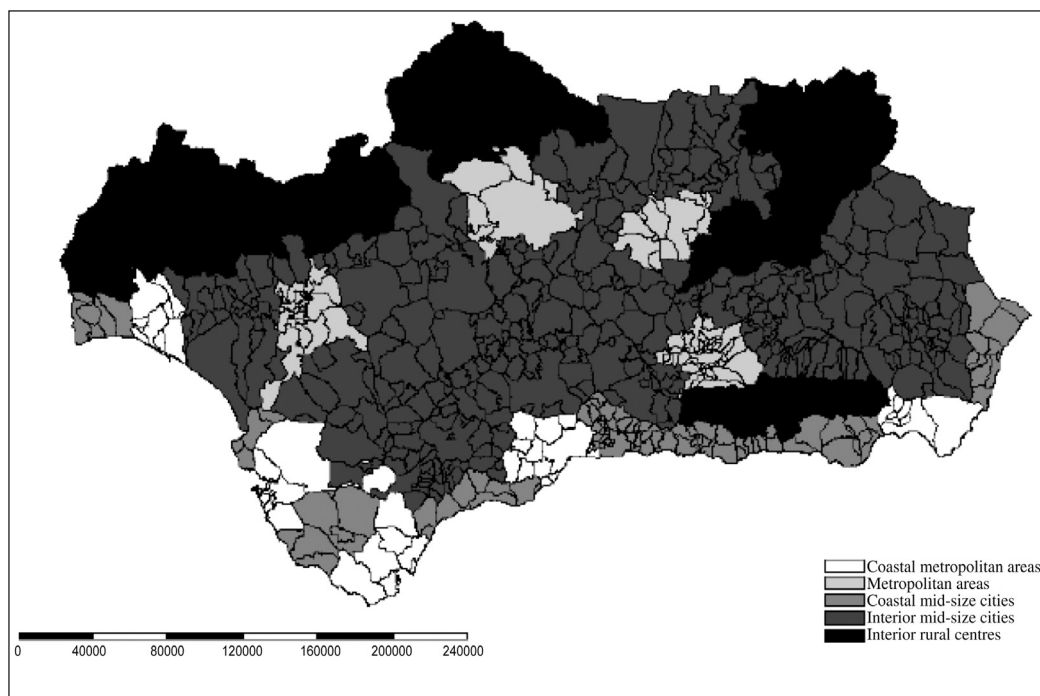 Coastal metropolitan areas
Metropolitan areas
Coastal mid-size cities
Interior mid-size cities
Interior rural centres
0 40000 80000 120000 160000 200000 240000